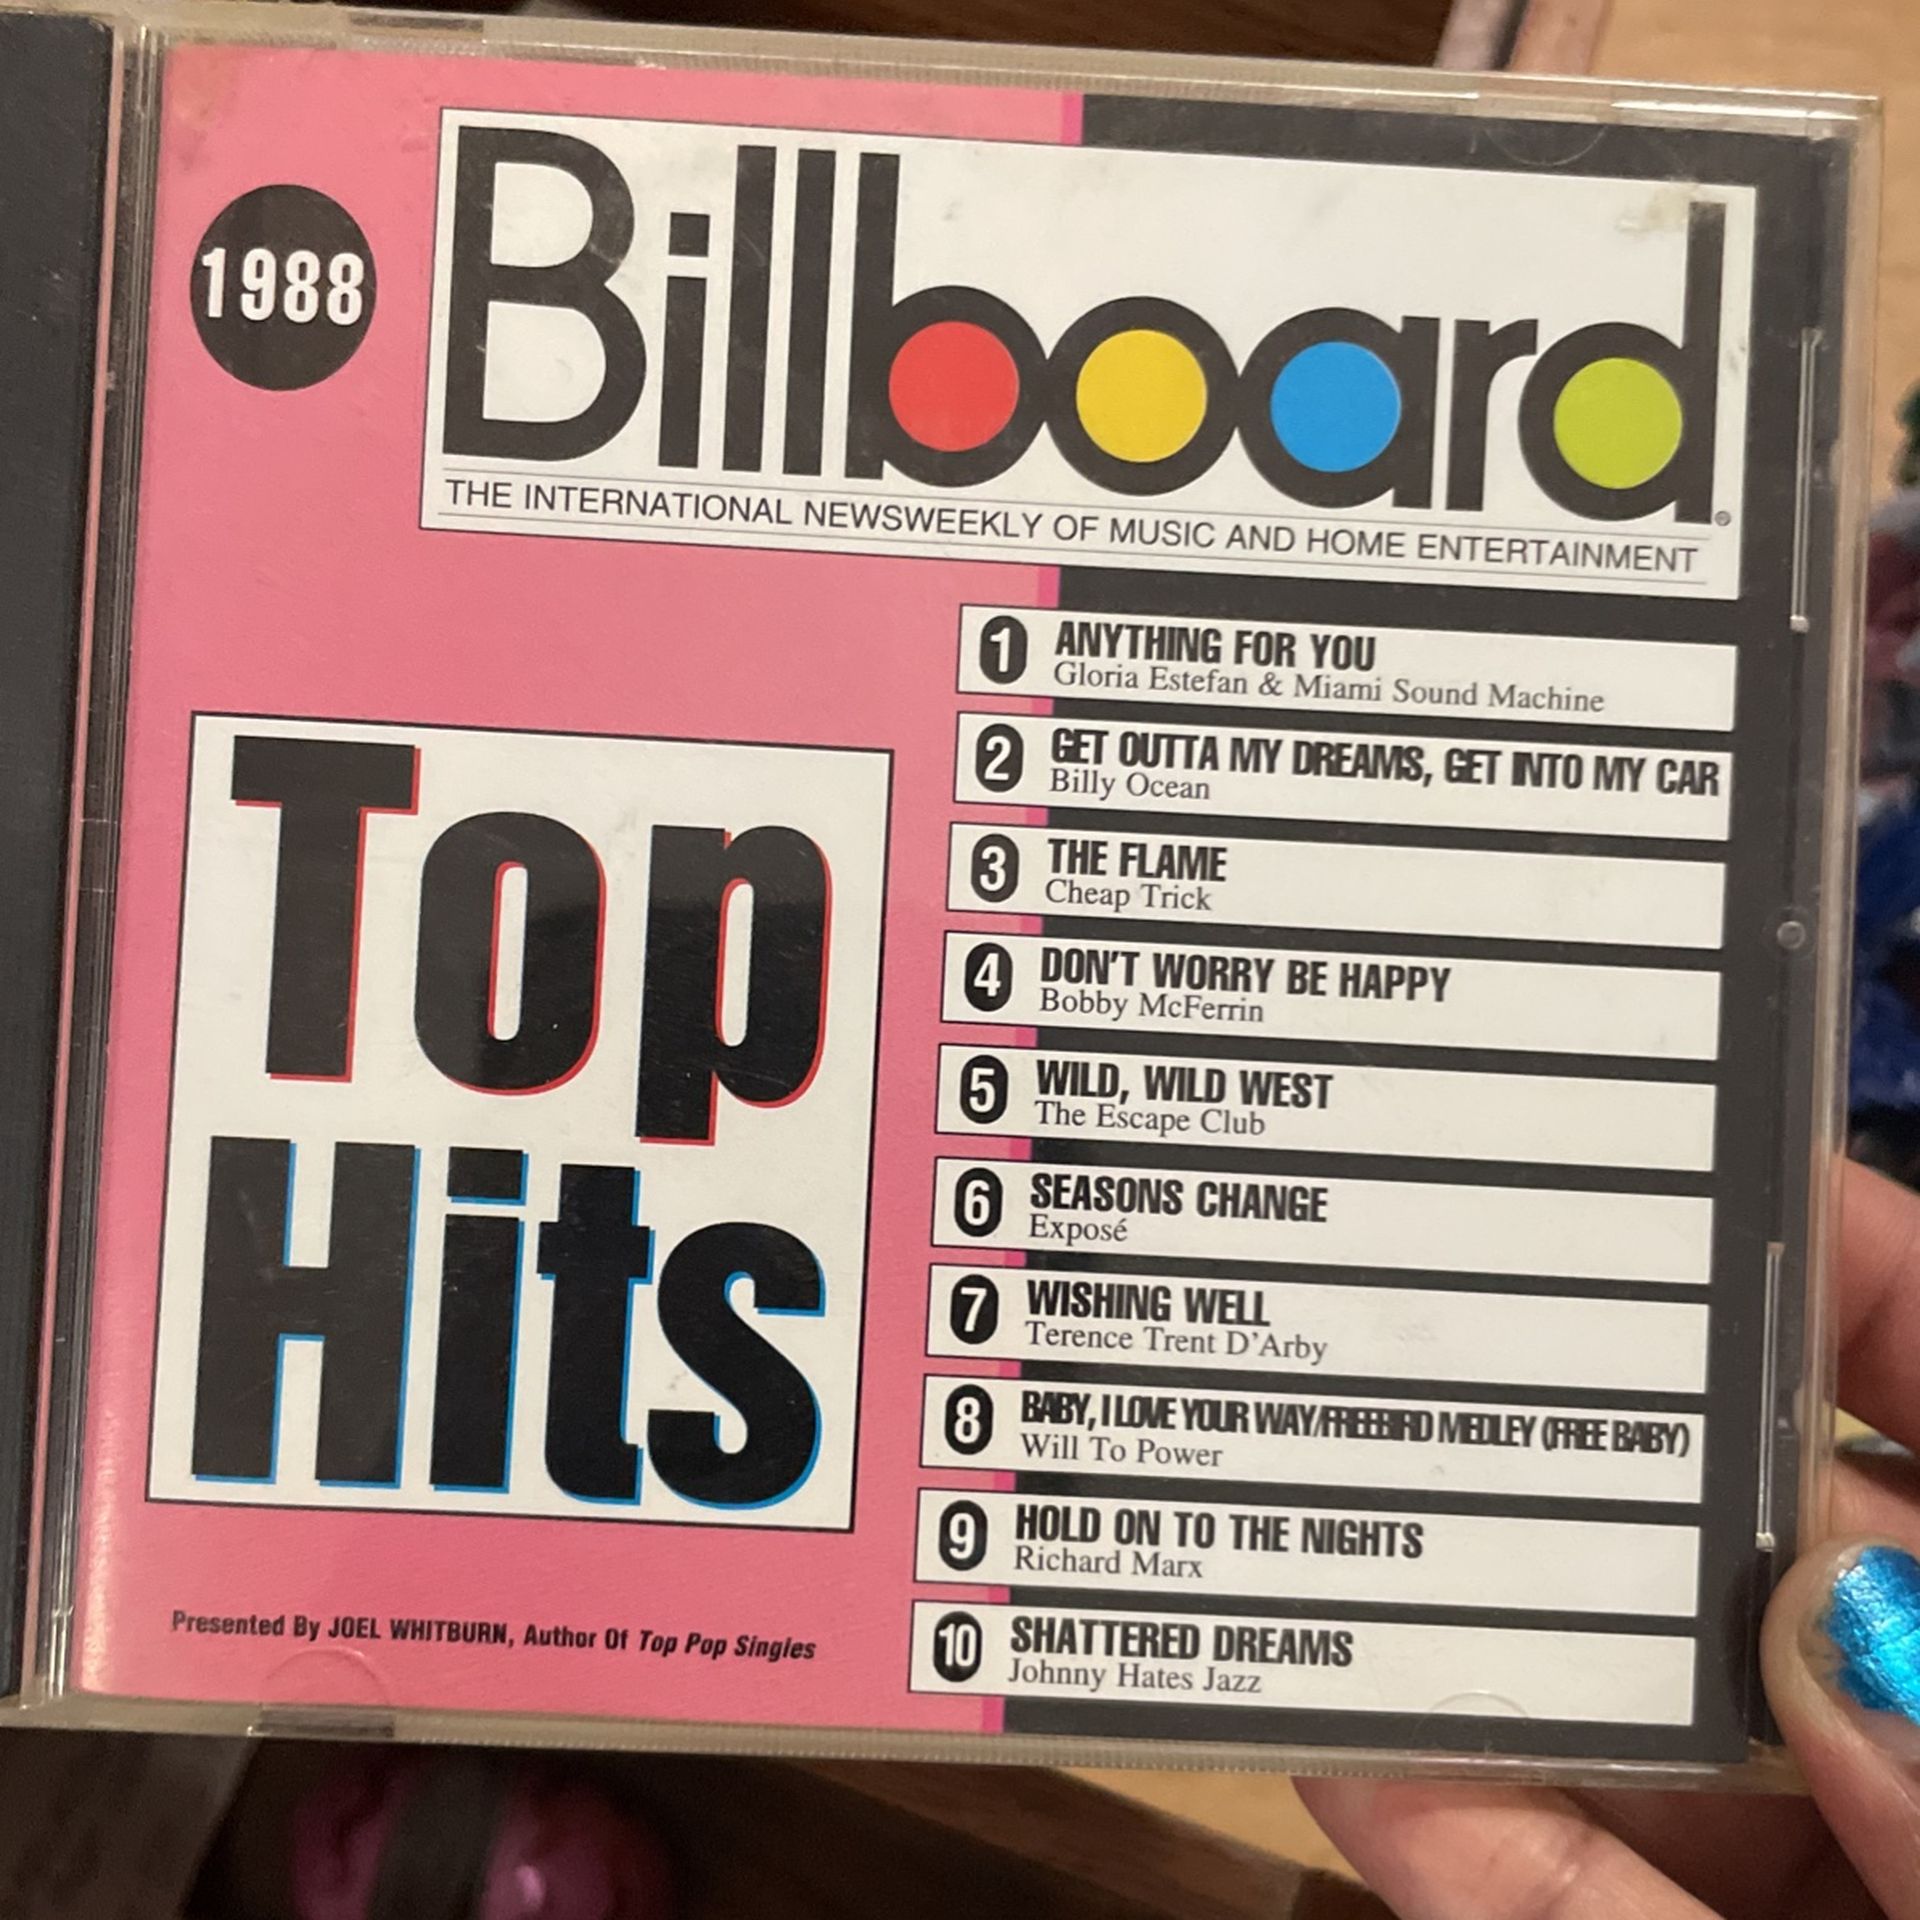 1988
Billboard®
THE INTERNATIONAL NEWSWEEKLY OF MUSIC AND HOME ENTERTAINMENT
Top
Hits
Presented By JOEL WHITBURN, Author Of Top Pop Singles
1 ANYTHING FOR YOU
Gloria Estefan & Miami Sound Machine
2 GET OUTTA MY DREAMS, GET INTO MY CAR
Billy Ocean
3 THE FLAME
Cheap Trick
4 DON'T WORRY BE HAPPY
Bobby McFerrin
5 WILD, WILD WEST
The Escape Club
6 SEASONS CHANGE
Exposé
7 WISHING WELL
Terence Trent D'Arby
8 BABY, I LOVE YOUR WAY/FREEBIRD MEDLEY (FREE BABY)
Will To Power
9 HOLD ON TO THE NIGHTS
Richard Marx
10 SHATTERED DREAMS
Johnny Hates Jazz